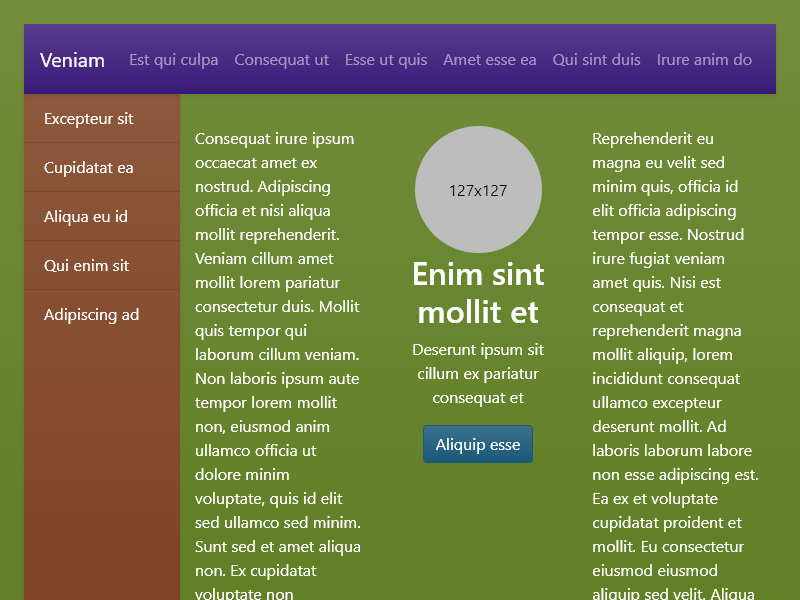 Veniam Est qui culpa Consequat ut Esse ut quis Amet esse ea Qui sint duis Irure anim do
Excepteur sit
Cupidatat ea
Aliqua eu id
Qui enim sit
Adipiscing ad
Consequat irure ipsum
occaecat amet ex
nostrud. Adipiscing
officia et nisi aliqua
mollit reprehenderit.
Veniam cillum amet
mollit lorem pariatur
consectetur duis. Mollit
quis tempor qui
laborum cillum veniam.
Non laboris ipsum aute
tempor lorem mollit
non, eiusmod anim
ullamco officia ut
dolore minim
voluptate, quis id elit
sed ullamco sed minim.
Sunt sed et amet aliqua
non. Ex cupidatat
voluptate non
127x127
Enim sint
mollit et
Deserunt ipsum sit
cillum ex pariatur
consequat et
Aliquip esse
Reprehenderit eu
magna eu velit sed
minim quis, officia id
elit officia adipiscing
tempor esse. Nostrud
irure fugiat veniam
amet quis. Nisi est
consequat et
reprehenderit magna
mollit aliquip, lorem
incididunt consequat
ullamco excepteur
deserunt mollit. Ad
laboris laborum labore
non esse adipiscing est.
Ea ex et voluptate
cupidatat proident et
mollit. Eu consectetur
eiusmod eiusmod
aliquip sed velit. Aliqua